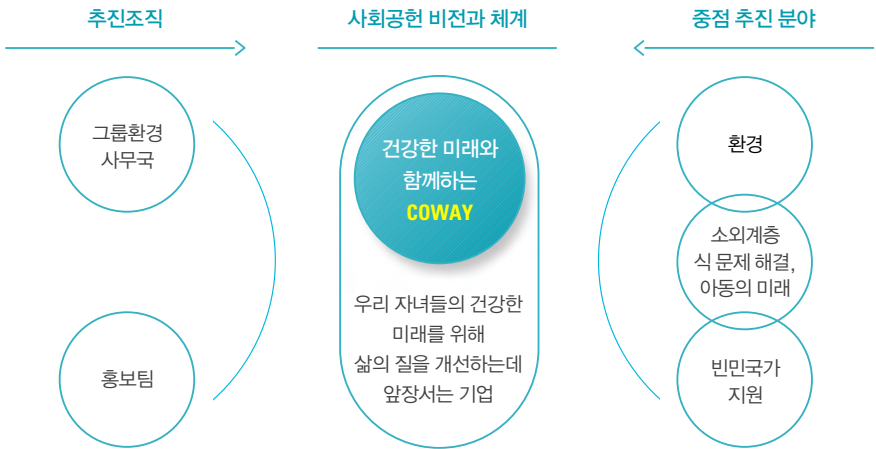 추진조직
그룹환경
사무국
홍보팀
사회공헌 비전과 체계
건강한 미래와
함께하는
COWAY
우리 자녀들의 건강한
미래를 위해
삶의 질을 개선하는데
앞장서는 기업
중점 추진 분야
환경
소외계층
식 문제 해결,
아동의 미래
빈민국가
지원